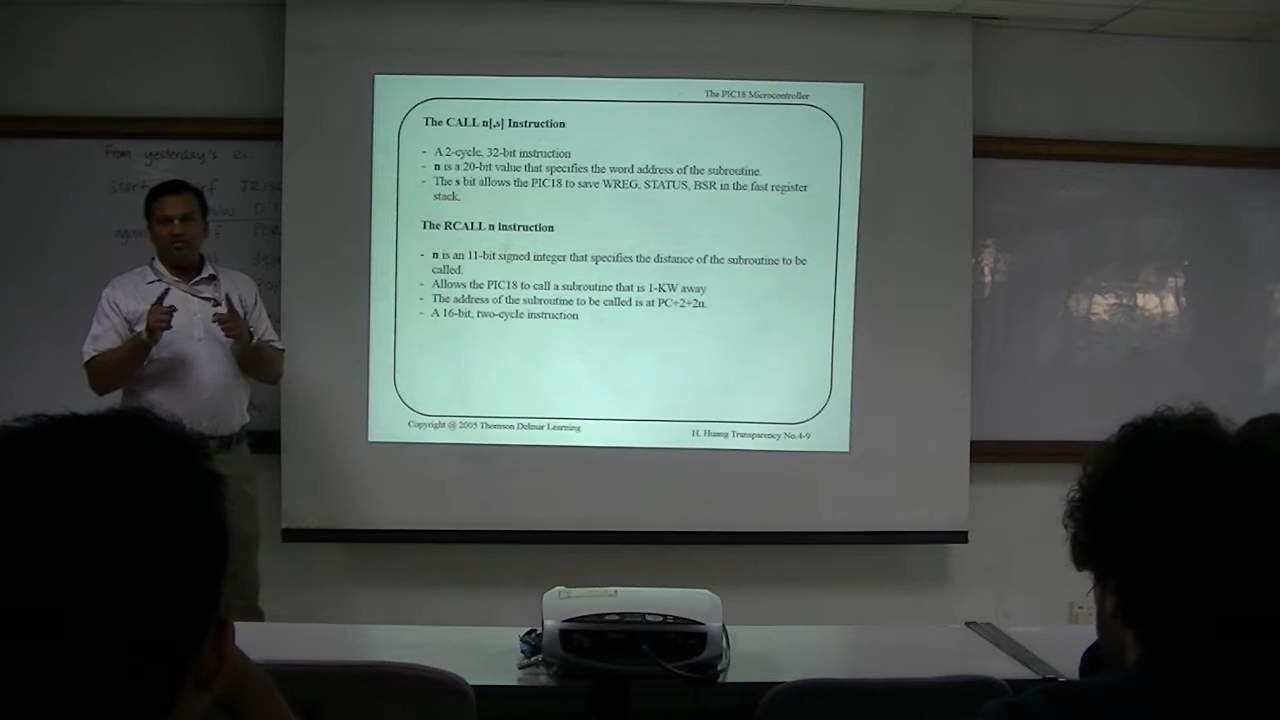 The PIC18 Microcontroller
The CALL n[,s] Instruction
- A 2-cycle, 32-bit instruction
- n is a 20-bit value that specifies the word address of the subroutine.
- The s bit allows the PIC18 to save WREG, STATUS, BSR in the fast register
stack.
The RCALL n instruction
- n is an 11-bit signed integer that specifies the distance of the subroutine to be
called.
- Allows the PIC18 to call a subroutine that is 1-KW away
- The address of the subroutine to be called is at PC+2+2n.
- A 16-bit, two-cycle instruction
Copyright @ 2005 Thomson Delmar Learning
H. Huang Transparency No.4-9
From yesterday's ex.
start
TRIS